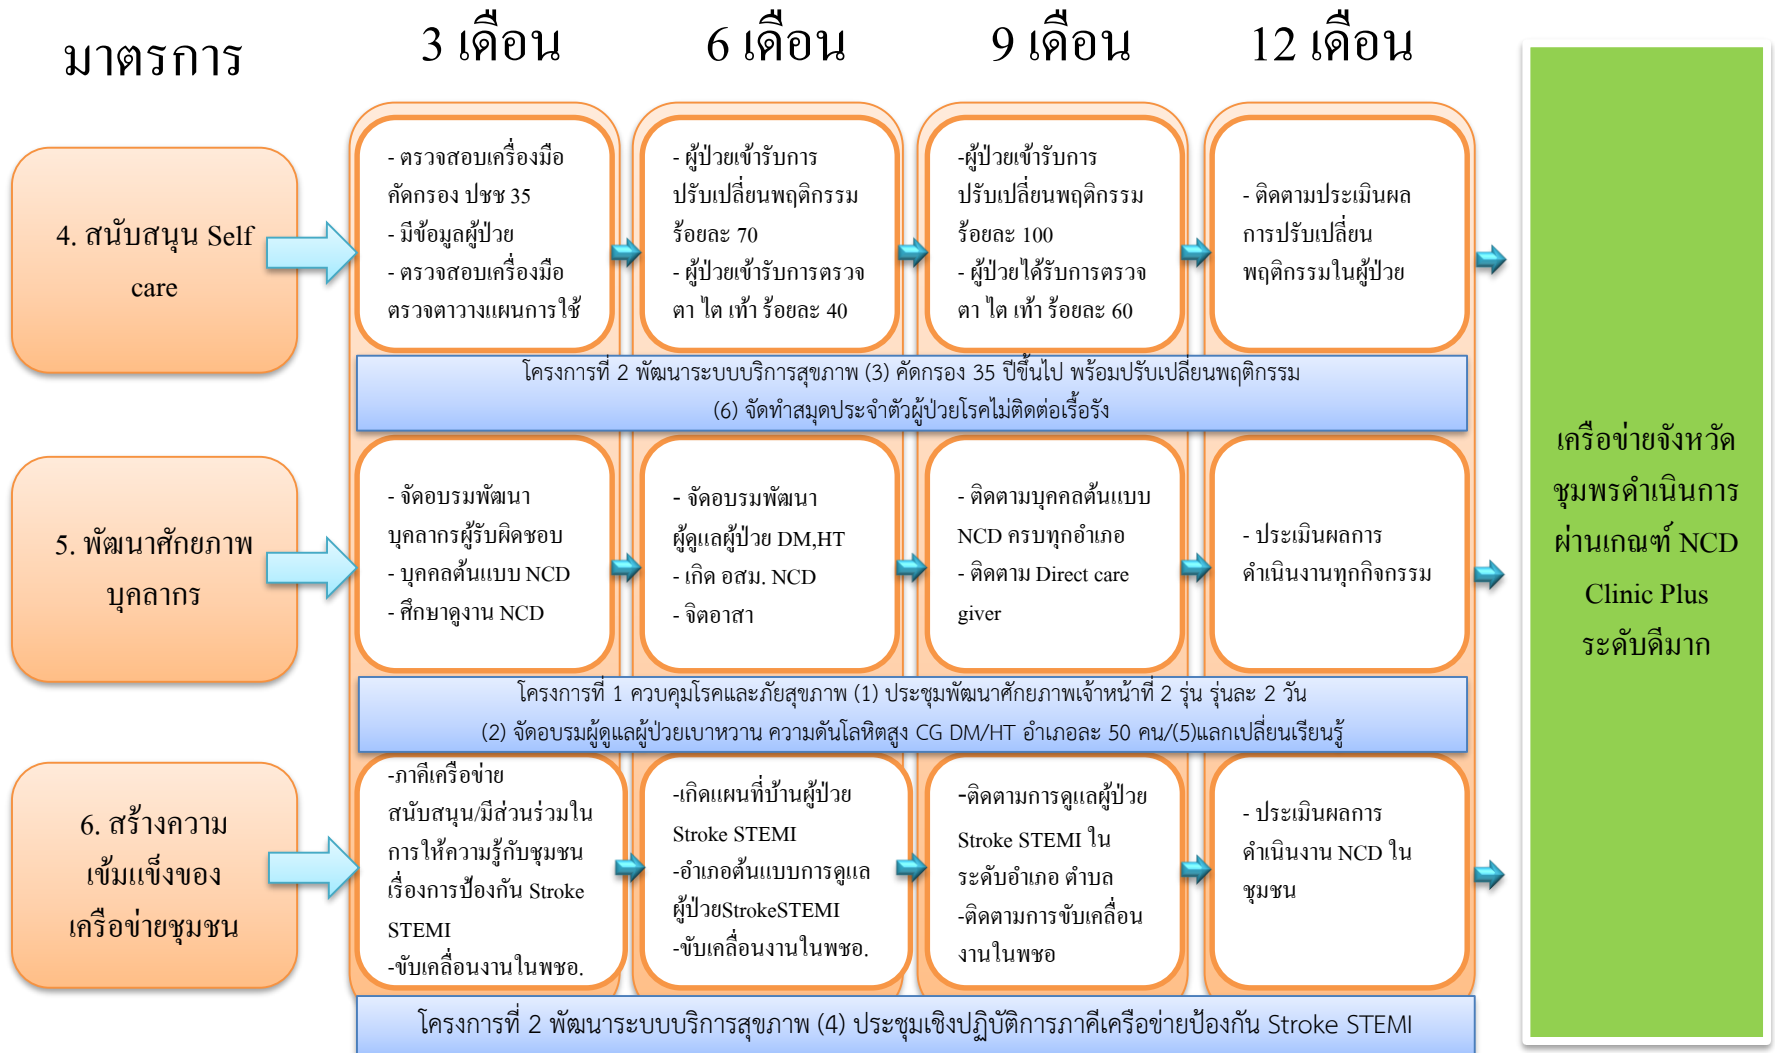 มาตรการ
3 เดือน
6 เดือน
9 เดือน
12 เดือน
4. สนับสนุน Self
care
- ตรวจสอบเครื่องมือ
คัดกรอง ปชช 35
- มีข้อมูลผู้ป่วย
- ตรวจสอบเครื่องมือ
ตรวจตาวางแผนการใช้
- ผู้ป่วยเข้ารับการ
ปรับเปลี่ยนพฤติกรรม
ร้อยละ 70
- ผู้ป่วยเข้ารับการตรวจ
ตา ไต เท้า ร้อยละ 40
-ผู้ป่วยเข้ารับการ
ปรับเปลี่ยนพฤติกรรม
ร้อยละ 100
- ผู้ป่วยได้รับการตรวจ
ตา ไต เท้า ร้อยละ 60
- ติดตามประเมินผล
การปรับเปลี่ยน
พฤติกรรมในผู้ป่วย
โครงการที่ 2 พัฒนาระบบบริการสุขภาพ (3) คัดกรอง 35 ปีขึ้นไป พร้อมปรับเปลี่ยนพฤติกรรม
(6) จัดทำสมุดประจำตัวผู้ป่วยโรคไม่ติดต่อเรื้อรัง
5. พัฒนาศักยภาพ
บุคลากร
- จัดอบรมพัฒนา
บุคลากรผู้รับผิดชอบ
- บุคคลต้นแบบ NCD
- ศึกษาดูงาน NCD
- จัดอบรมพัฒนา
ผู้ดูแลผู้ป่วย DM,HT
- เกิด อสม. NCD
- จิตอาสา
- ติดตามบุคคลต้นแบบ
NCD ครบทุกอำเภอ
- ติดตาม Direct care
giver
- ประเมินผลการ
ดำเนินงานทุกกิจกรรม
โครงการที่ 1 ควบคุมโรคและภัยสุขภาพ (1) ประชุมพัฒนาศักยภาพเจ้าหน้าที่ 2 รุ่น รุ่นละ 2 วัน
(2) จัดอบรมผู้ดูแลผู้ป่วยเบาหวาน ความดันโลหิตสูง CG DM/HT อำเภอละ 50 คน/(5)แลกเปลี่ยนเรียนรู้
6. สร้างความ
เข้มแข็งของ
เครือข่ายชุมชน
-ภาคีเครือข่าย
สนับสนุน/มีส่วนร่วมใน
การให้ความรู้กับชุมชน
เรื่องการป้องกัน Stroke
STEMI
-ขับเคลื่อนงานในพชอ.
-เกิดแผนที่บ้านผู้ป่วย
Stroke STEMI
-อำเภอต้นแบบการดูแล
ผู้ป่วยStrokeSTEMI
-ขับเคลื่อนงานในพชอ.
-ติดตามการดูแลผู้ป่วย
Stroke STEMI ใน
ระดับอำเภอ ตำบล
-ติดตามการขับเคลื่อน
งานในพชอ
- ประเมินผลการ
ดำเนินงาน NCD ใน
ชุมชน
โครงการที่ 2 พัฒนาระบบบริการสุขภาพ (4) ประชุมเชิงปฏิบัติการภาคีเครือข่ายป้องกัน Stroke STEMI
เครือข่ายจังหวัด
ชุมพรดำเนินการ
ผ่านเกณฑ์ NCD
Clinic Plus
ระดับดีมาก